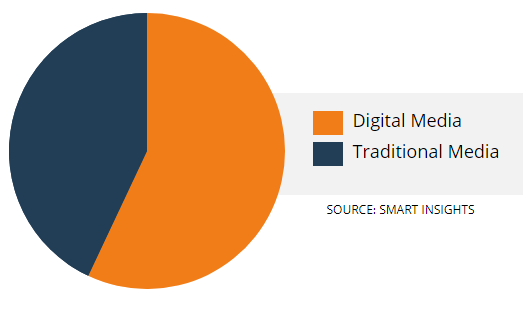 Digital Media
Traditional Media
SOURCE: SMART INSIGHTS